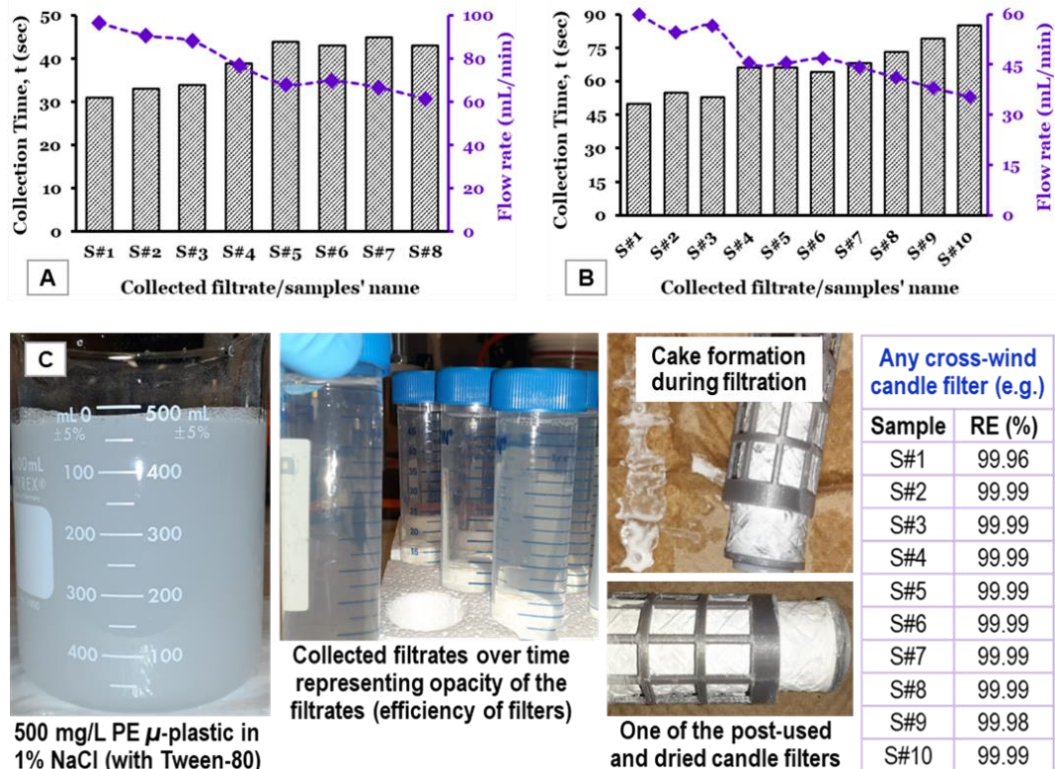 50
40
30
20
10
0
Collection Time, t (sec)
100
80
60
40
20
0
Flow rate (mL/min)
S#1 S#2 S#3 S#4 S#5 S#6 S#7 S#8
A
Collected filtrate/samples' name
90
75
60
45
30
15
0
Collection Time, t (sec)
60
45
30
15
0
Flow rate (mL/min)
S#1 S#2 S#3 S#4 S#5 S#6 S#7 S#8 S#9 S#10
B
Collected filtrate/samples' name
C
mL 0 500 mL
±5% ±5%
100 400
200 300
300 200
400 100
500 mg/L PE µ-plastic in
1% NaCl (with Tween-80)
Collected filtrates over time
representing opacity of the
filtrates (efficiency of filters)
Cake formation
during filtration
One of the post-used
and dried candle filters
Any cross-wind
candle filter (e.g.)
Sample RE (%)
S#1 99.96
S#2 99.99
S#3 99.99
S#4 99.99
S#5 99.99
S#6 99.99
S#7 99.99
S#8 99.99
S#9 99.98
S#10 99.99